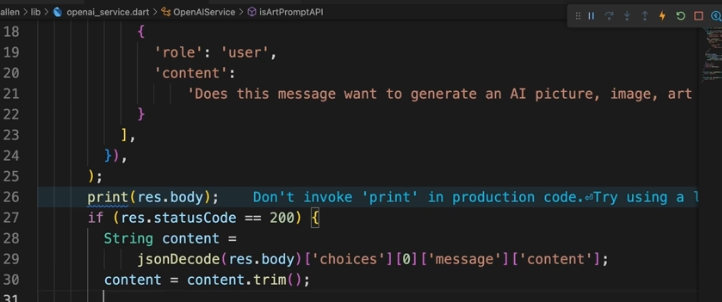 allen > lib > openai_service.dart > OpenAIService > isArtPromptAPI
18 {
19 'role': 'user',
20 'content':
21 'Does this message want to generate an AI picture, image, art
22 }
23 ],
24 }),
25 );
26 print(res.body); Don't invoke 'print' in production code.⏎Try using a l
27 if (res.statusCode == 200) {
28 String content =
29 jsonDecode(res.body)['choices'][0]['message']['content'];
30 content = content.trim();
31